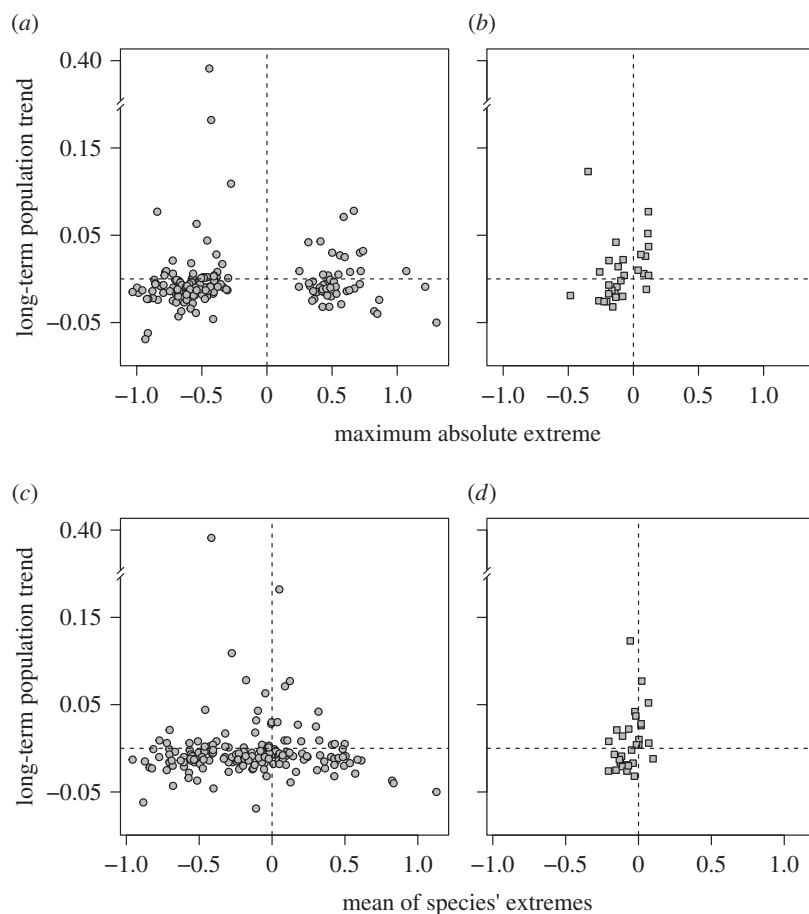 (a) (b)
0.40
0.15
0.05
−0.05
long-term population trend
−1.0 −0.5 0 0.5 1.0 −1.0 −0.5 0 0.5 1.0
maximum absolute extreme
(c) (d)
0.40
0.15
0.05
−0.05
long-term population trend
−1.0 −0.5 0 0.5 1.0 −1.0 −0.5 0 0.5 1.0
mean of species' extremes